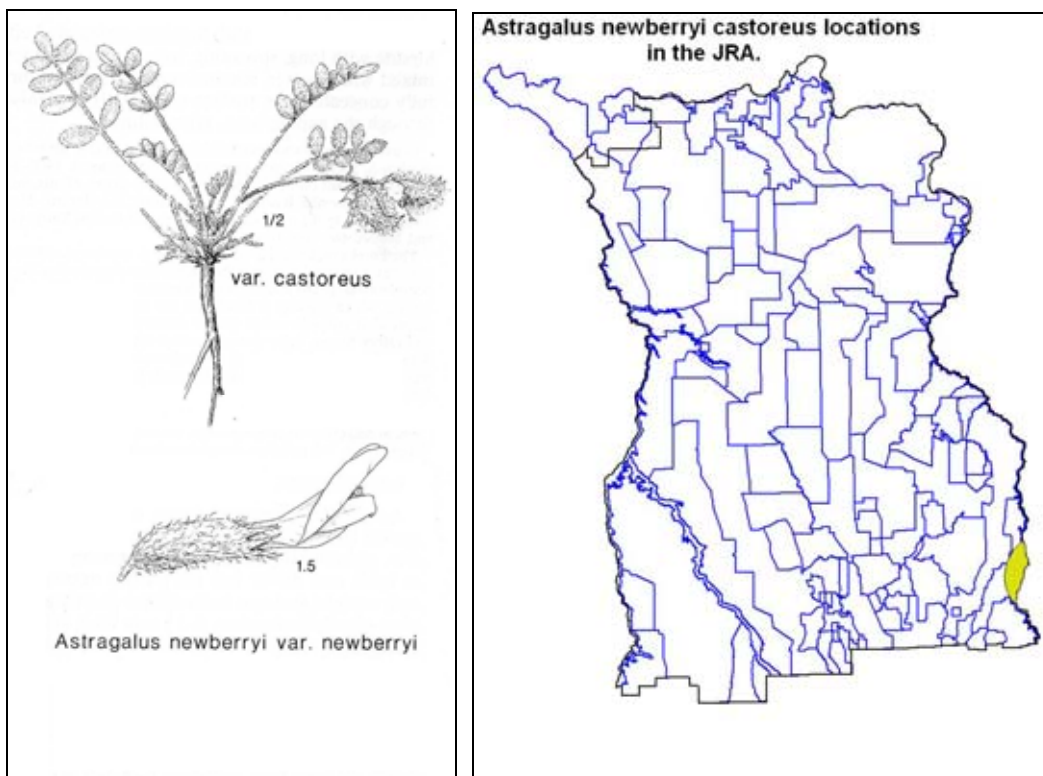 1/2
var. castoreus
1.5
Astragalus newberryi var. newberryi
Astragalus newberryi castoreus locations
in the JRA.